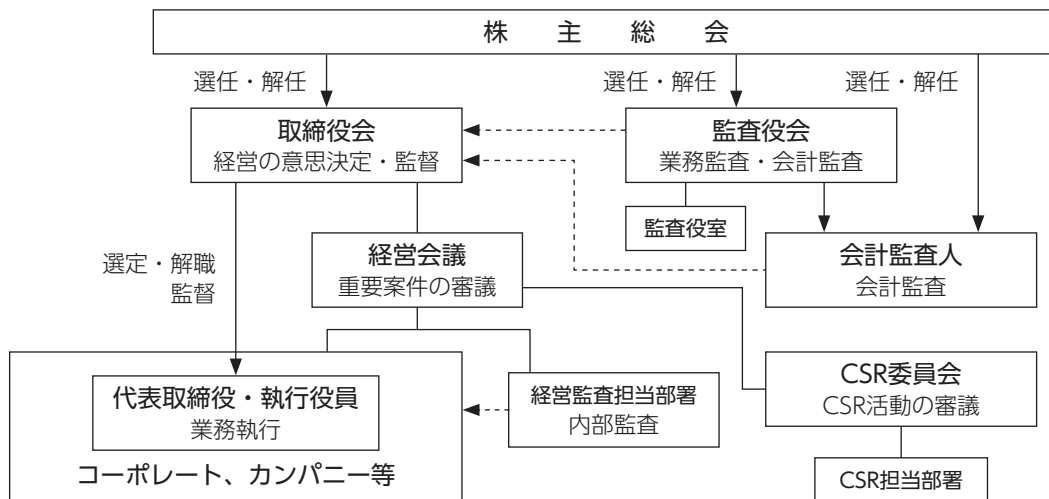 株主総会
選任・解任
選任・解任
選任・解任
取締役会
経営の意思決定・監督
監査役会
業務監査・会計監査
監査役室
選定・解職
監督
経営会議
重要案件の審議
会計監査人
会計監査
代表取締役・執行役員
業務執行
コーポレート、カンパニー等
経営監査担当部署
内部監査
CSR委員会
CSR活動の審議
CSR担当部署